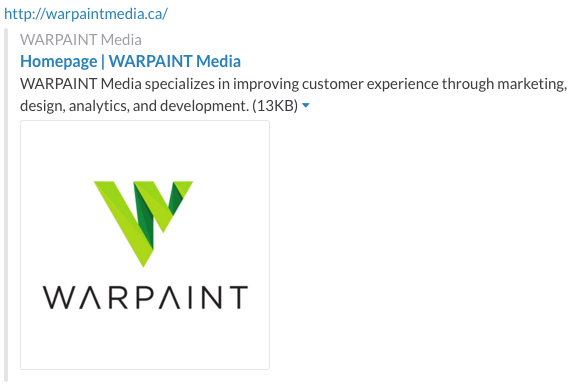 http://warpaintmedia.ca/
WARPAINT Media
Homepage | WARPAINT Media
WARPAINT Media specializes in improving customer experience through marketing,
design, analytics, and development. (13KB)
WARPAINT